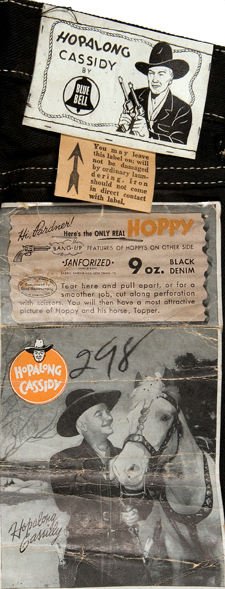 HOPALONG
CASSIDY
BY
BLUE
BELL
You may leave
this label on; will
not be damaged
by ordinary laun-
dering. Iron
should not come
in direct contact
with label.
Hi, Pardner!
Here's the ONLY REAL HOPPY
BANG-UP FEATURES OF HOPPY'S ON OTHER SIDE
"SANFORIZED"
9 oz. BLACK
DENIM
Tear here and pull apart, or for a
smoother job, cut along perforation
with scissors. You will then have a most attractive
picture of Hoppy and his horse, Topper.
298
HOPALONG
CASSIDY
Hopalong
Cassidy